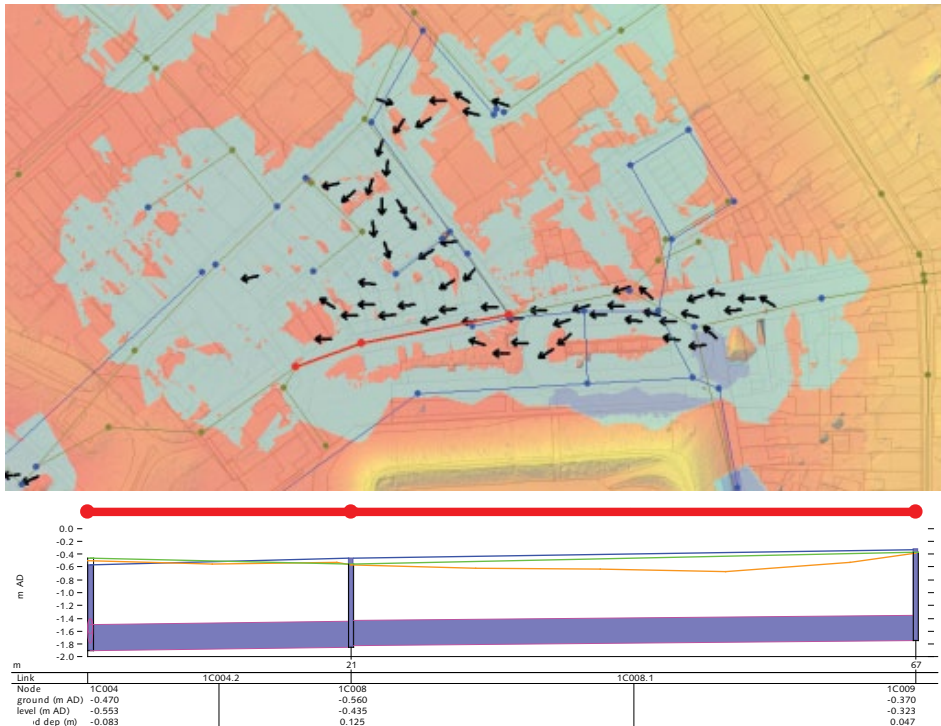 0.0
-0.2
-0.4
-0.6
-0.8
-1.0
-1.2
-1.4
-1.6
-1.8
-2.0
m AD
m 21 67
Link 1C004.2 1C008.1
Node 1C004 1C008 1C009
ground (m AD) -0.470 -0.560 -0.370
level (m AD) -0.553 -0.435 -0.323
dep (m) -0.083 0.125 0.047